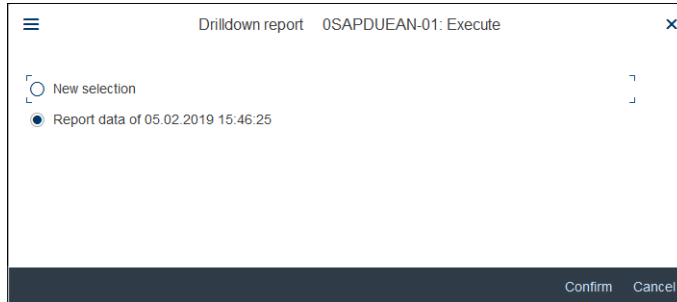 Drilldown report 0SAPDUEAN-01: Execute
New selection
Report data of 05.02.2019 15:46:25
Confirm Cancel